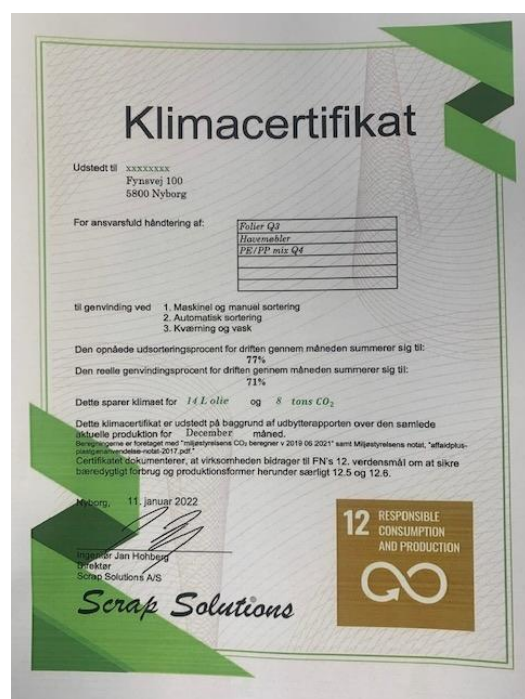 Klimacertifikat
Udstedt til xxxxxxxx
Fynsvej 100
5800 Nyborg
For ansvarsfuld håndtering af:
Folier Q3
Havemøbler
PE/PP mix Q4
til genvinding ved 1. Maskinel og manuel sortering
2. Automatisk sortering
3. Kværning og vask
Den opnåede udsorteringsprocent for driften gennem måneden summerer sig til:
77%
Den reelle genvindingsprocent for driften gennem måneden summerer sig til:
71%
Dette sparer klimaet for 14 L olie og 8 tons CO₂
Dette klimacertifikat er udstedt på baggrund af udbytterapporten over den samlede
aktuelle produktion for December måned.
Beregningerne er foretaget med "miljøstyrelsens CO₂ beregner v 2019 06 2021" samt Miljøstyrelsens notat, "affaldplus-
plastgenanvendelse-notat-2017.pdf."
Certifikatet dokumenterer, at virksomheden bidrager til FN's 12. verdensmål om at sikre
bæredygtigt forbrug og produktionsformer herunder særligt 12.5 og 12.6.
Nyborg, 11. januar 2022
Ingeniør Jan Hohberg
Direktør
Scrap Solutions A/S
Scrap Solutions
12 RESPONSIBLE
CONSUMPTION
AND PRODUCTION